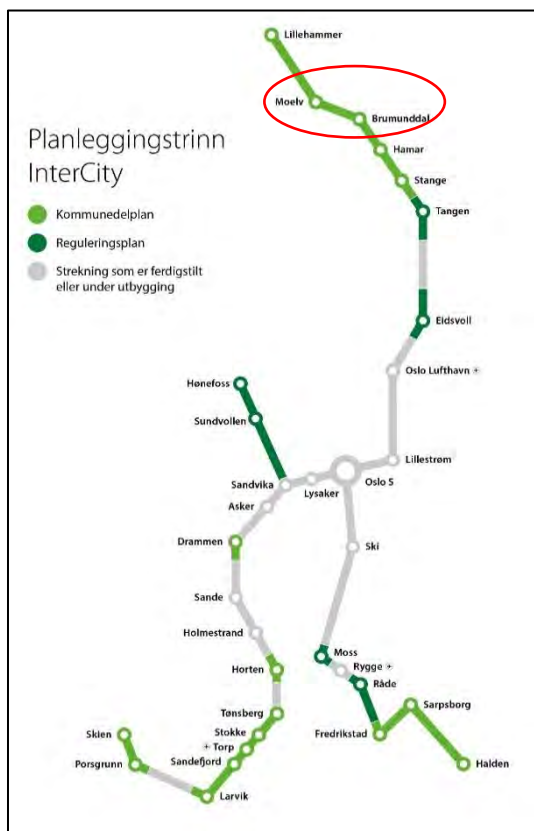 Lillehammer
Moelv
Brumunddal
Planleggingstrinn
InterCity
Hamar
Stange
Kommunedelplan
Tangen
Reguleringsplan
Strekning som er ferdigstilt
eller under utbygging
Eidsvoll
Oslo Lufthavn
Hønefoss
Sundvollen
Lillestrøm
Sandvika
Lysaker
Oslo S
Asker
Drammen
Ski
Sande
Holmestrand
Moss
Rygge
Horten
Råde
Sarpsborg
Tønsberg
Stokke
Skien
Torp
Fredrikstad
Porsgrunn
Sandefjord
Halden
Larvik